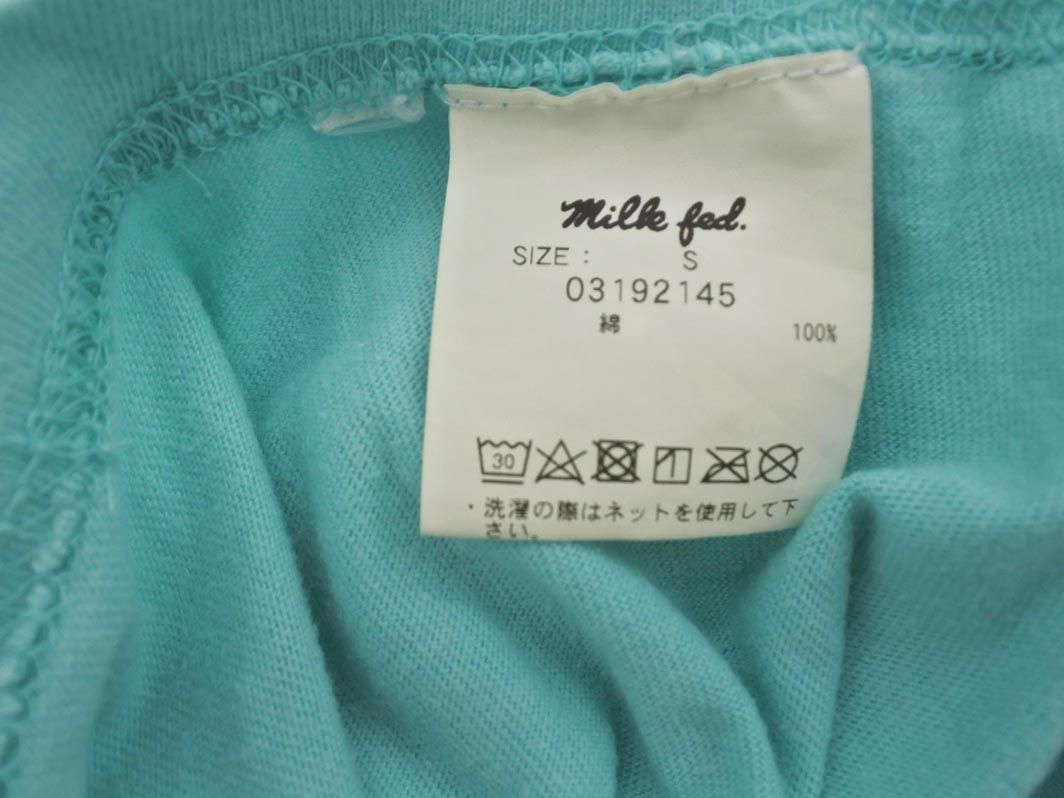 Milk fed.
SIZE : S
03192145
綿 100%
30
・洗濯の際はネットを使用して下
さい。